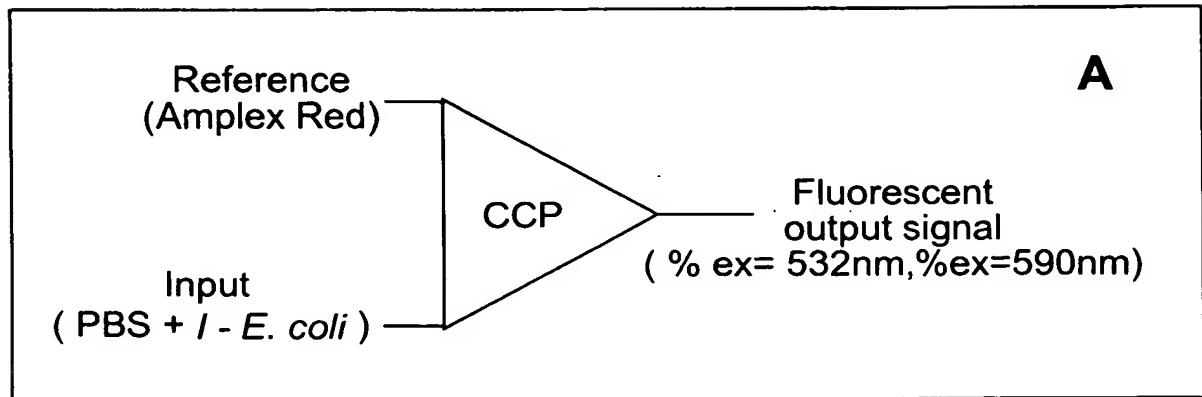 A
Reference
(Amplex Red)
CCP
Fluorescent
output signal
( % ex= 532nm,%ex=590nm)
Input
( PBS + I - E. coli )